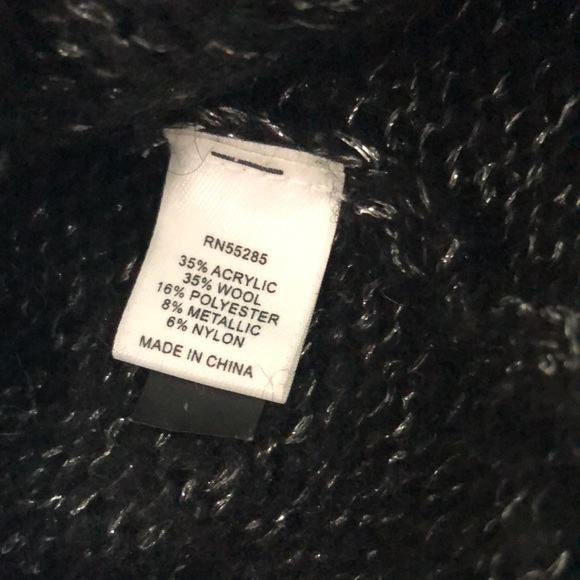 RN55285
35% ACRYLIC
35% WOOL
16% POLYESTER
8% METALLIC
6% NYLON
MADE IN CHINA